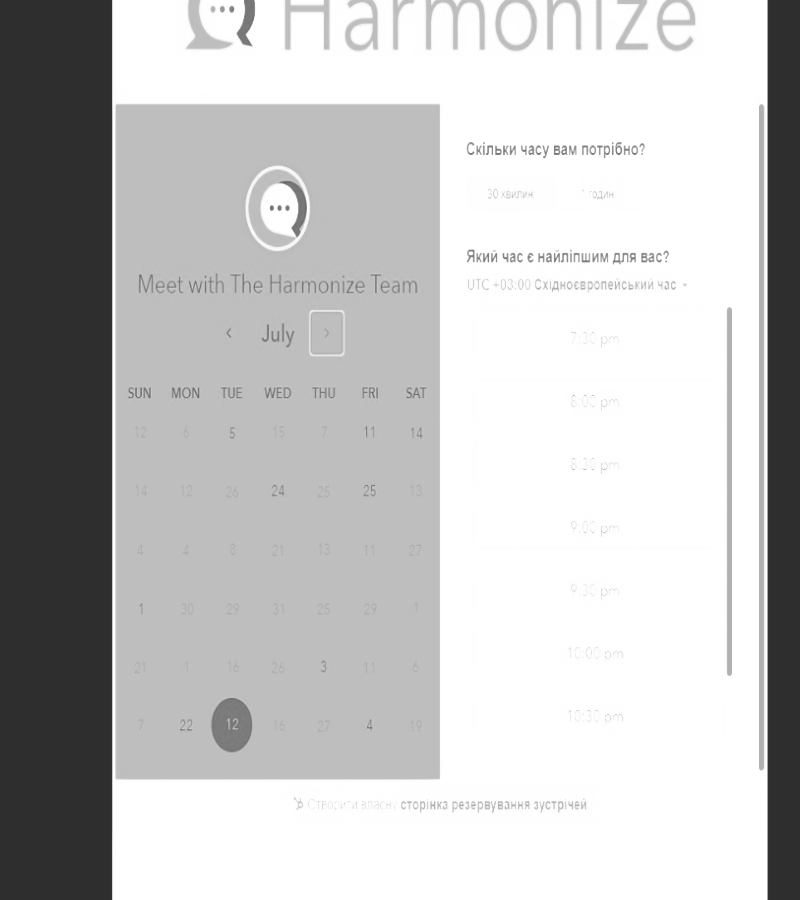 Harmonize
Meet with The Harmonize Team
July
SUN MON TUE WED THU FRI SAT
12 6 5 15 7 11 14
14 12 26 24 25 25 13
4 4 8 21 13 11 27
1 30 29 31 25 29 1
21 1 16 26 3 11 6
7 22 12 16 27 4 19
Скільки часу вам потрібно?
30 хвилин 1 годин
Який час є найліпшим для вас?
UTC +03:00 Східноєвропейський час
7:30 pm
8:00 pm
8:30 pm
9:00 pm
9:30 pm
10:00 pm
10:30 pm
Створити власну сторінка резервування зустрічей